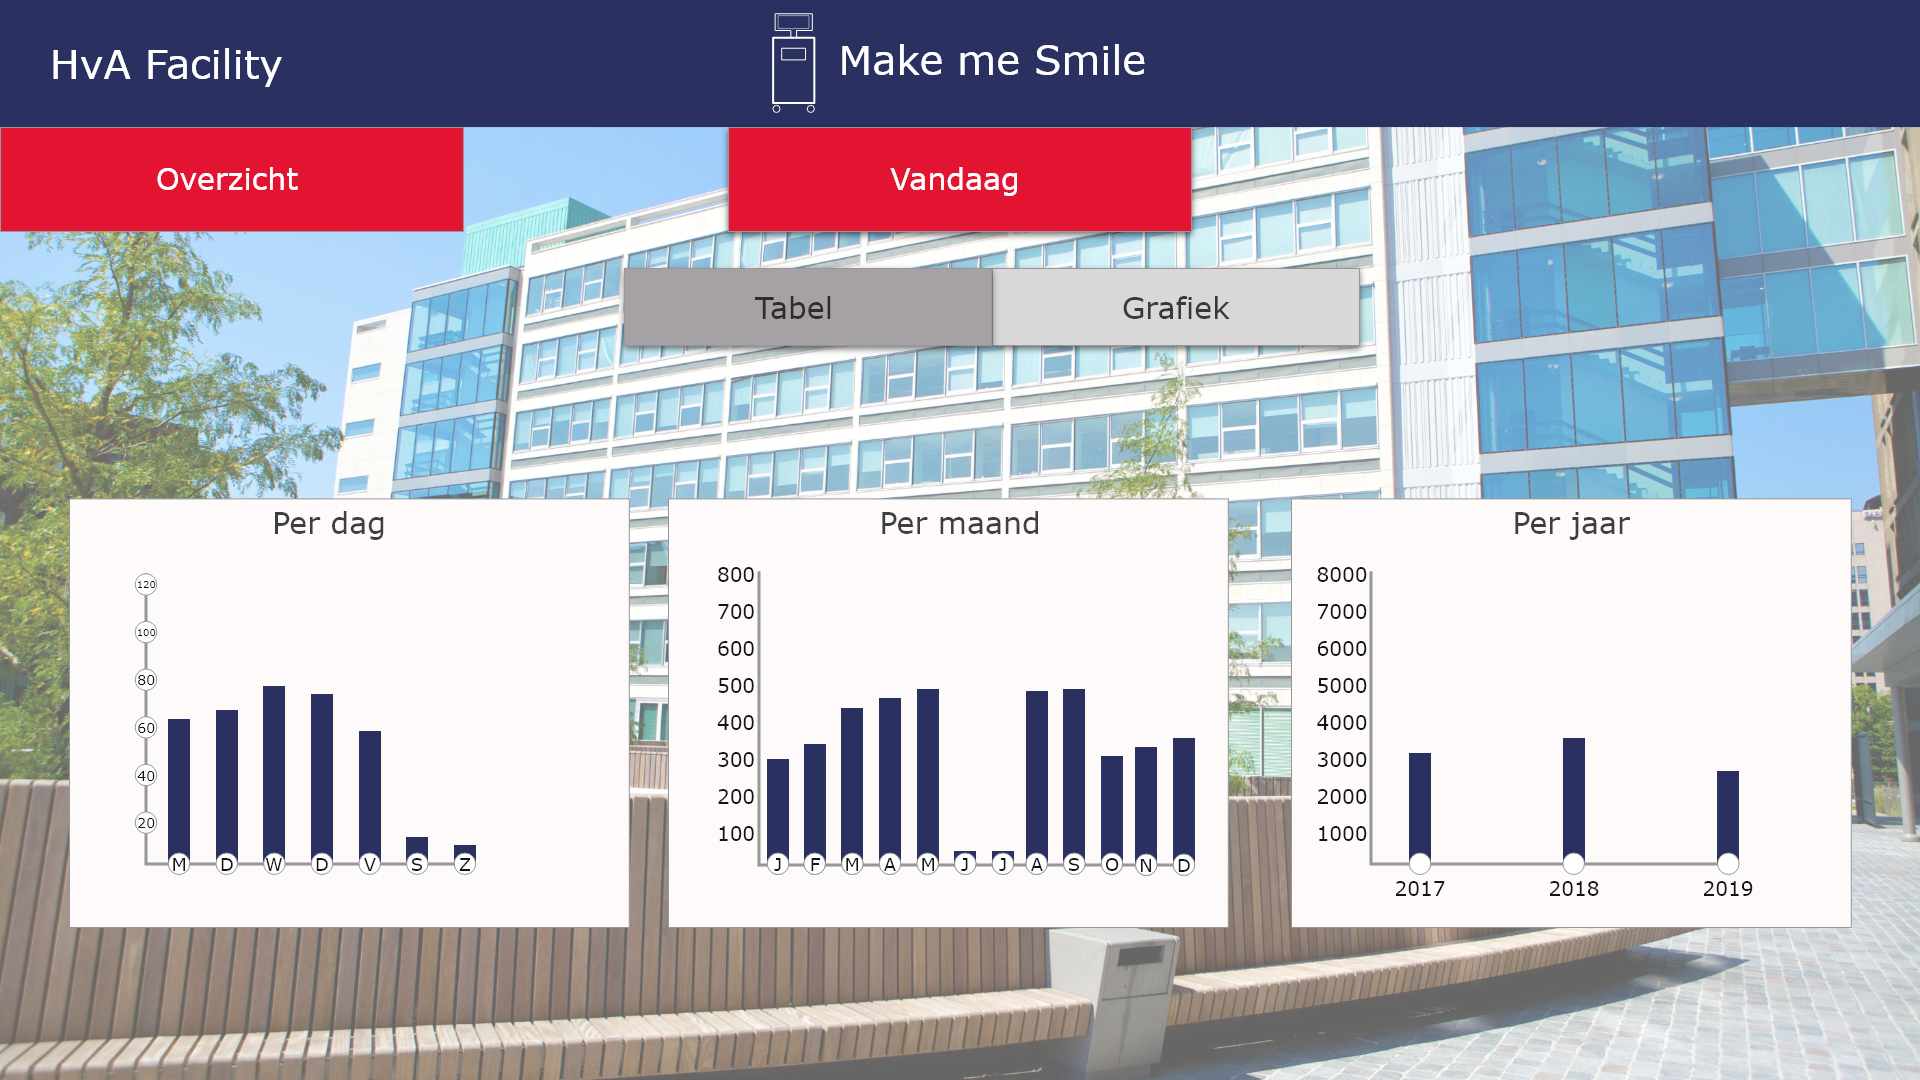 HvA Facility
Make me Smile
Overzicht
Vandaag
Tabel
Grafiek
Per dag
120
100
80
60
40
20
M D W D V S Z
Per maand
800
700
600
500
400
300
200
100
J F M A M J J A S O N D
Per jaar
8000
7000
6000
5000
4000
3000
2000
1000
2017 2018 2019